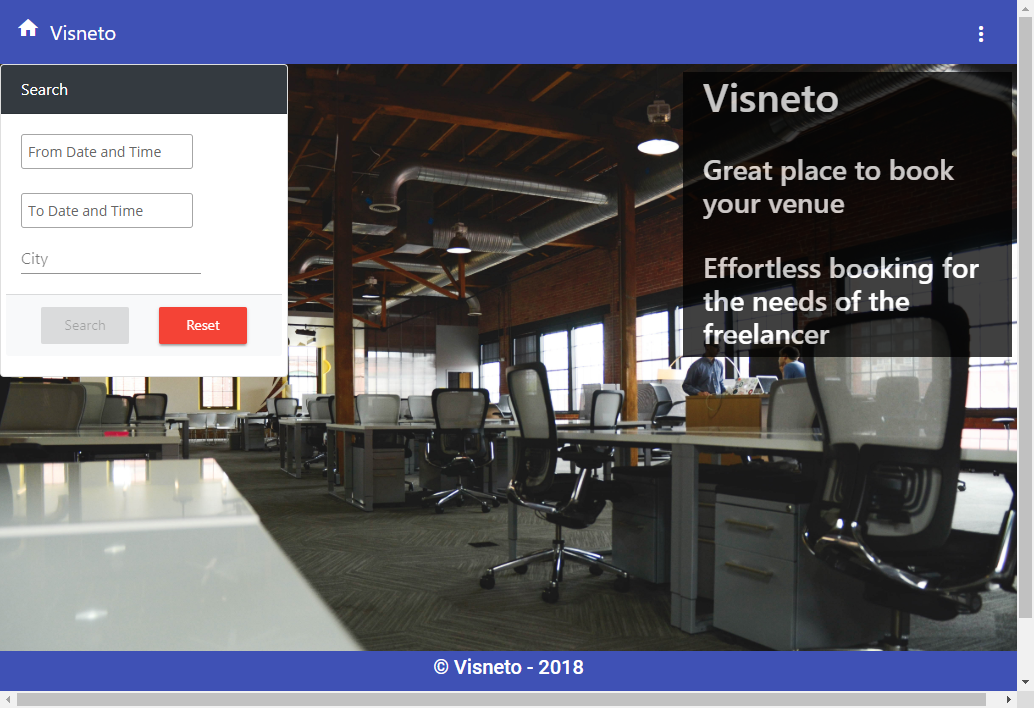 Visneto
Search
From Date and Time
To Date and Time
City
Search
Reset
Visneto
Great place to book
your venue
Effortless booking for
the needs of the
freelancer
© Visneto - 2018